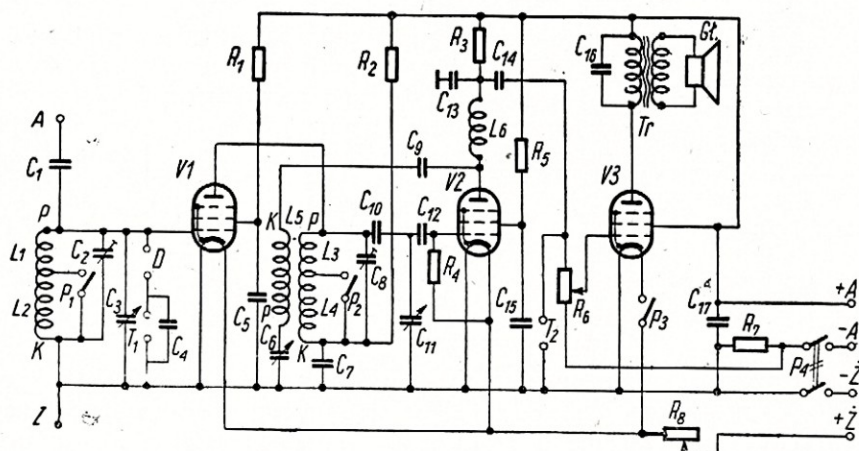 R₁
R₂
R₃
C₁₄
C₁₆
Gł.
C₁₃
Tr
A
L6
C₁
C₉
R₅
V1
V2
V3
P
K
L5
P
C₁₀
C₁₂
L1
C₂
D
L3
C₈
R₄
L2
P₁
C₃
T₁
C₄
C₅
P
C₆
L4
P₂
K
C₇
C₁₁
C₁₅
T₂
R₆
P₃
C₁₇
R₇
P₄
+A
-A
-Ż
+Ż
K
Z
R₈